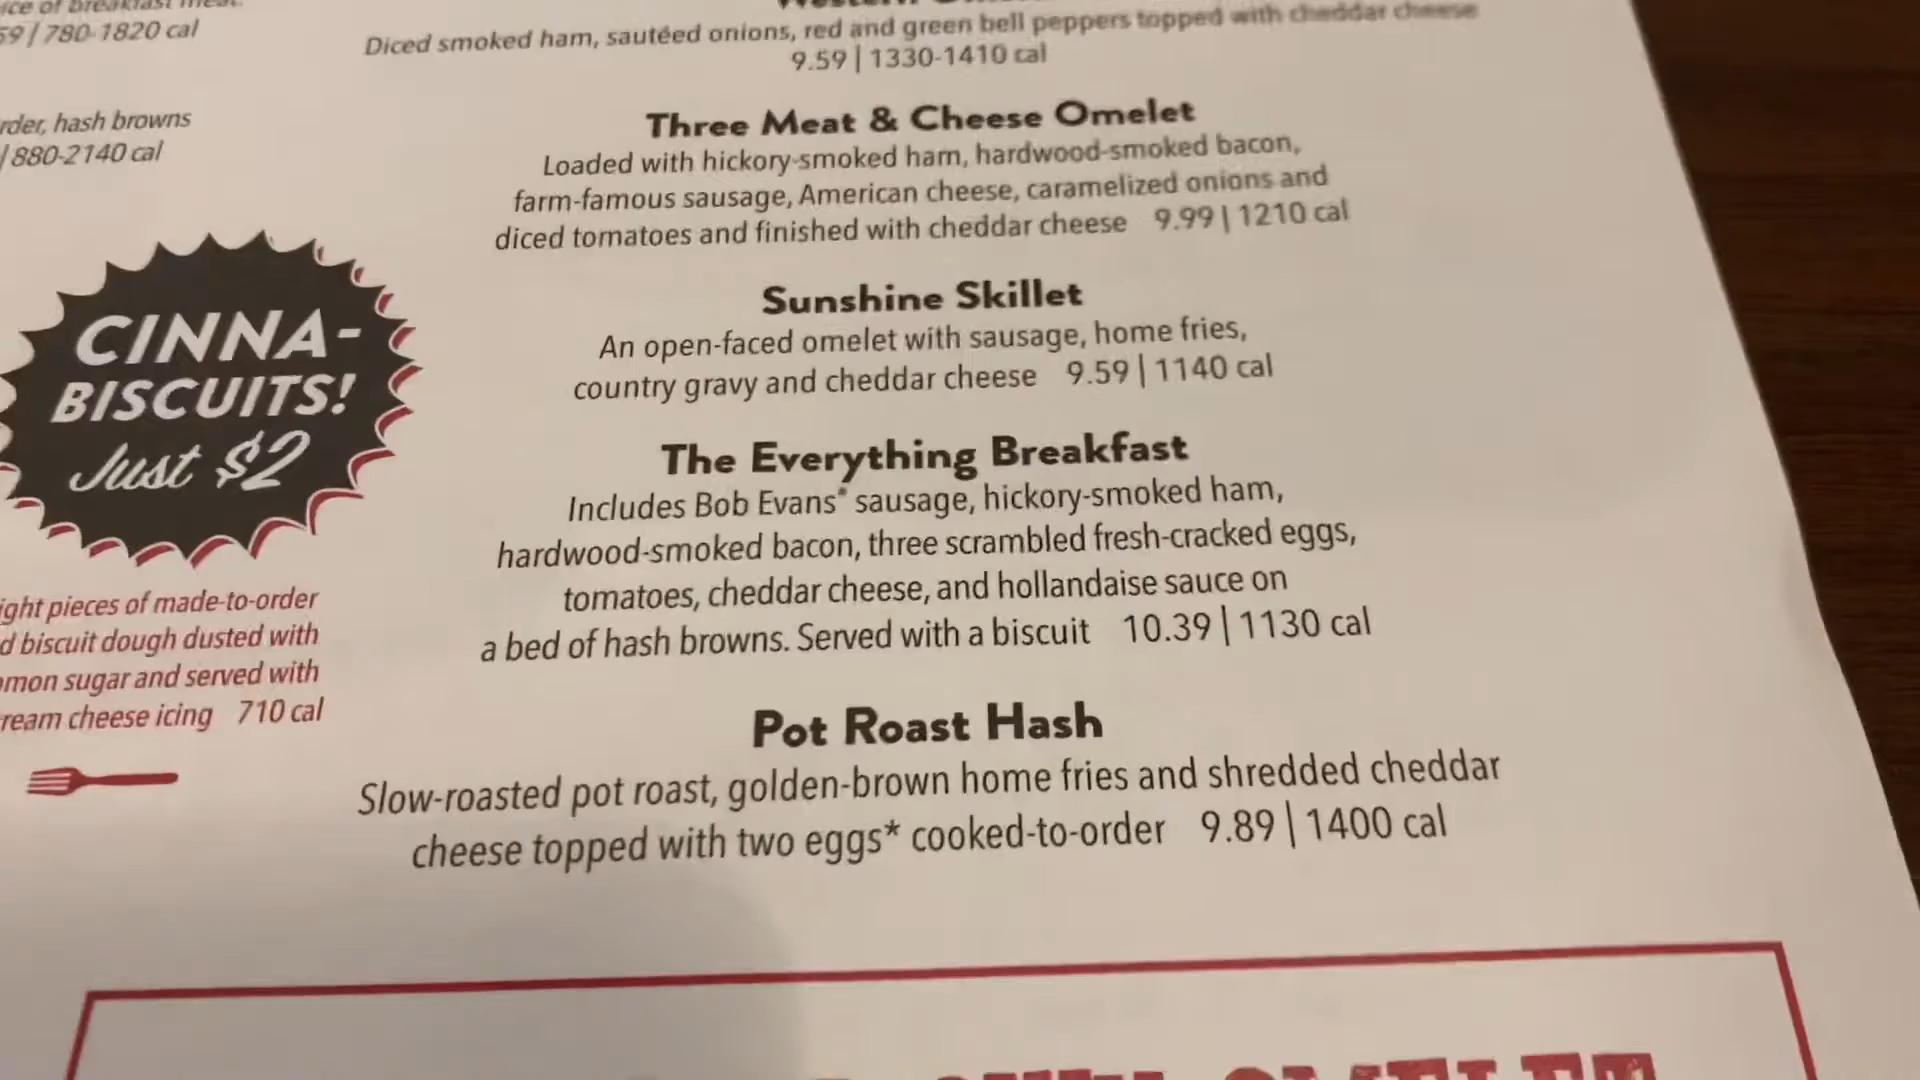 59 | 780-1820 cal
order, hash browns
| 880-2140 cal
CINNA-
BISCUITS!
Just $2
pieces of made-to-order
biscuit dough dusted with
sugar and served with
cheese icing 710 cal
Western
Diced smoked ham, sautéed onions, red and green bell peppers topped with cheddar cheese
9.59 | 1330-1410 cal
Three Meat & Cheese Omelet
Loaded with hickory-smoked ham, hardwood-smoked bacon,
farm-famous sausage, American cheese, caramelized onions and
diced tomatoes and finished with cheddar cheese 9.99 | 1210 cal
Sunshine Skillet
An open-faced omelet with sausage, home fries,
country gravy and cheddar cheese 9.59 | 1140 cal
The Everything Breakfast
Includes Bob Evans® sausage, hickory-smoked ham,
hardwood-smoked bacon, three scrambled fresh-cracked eggs,
tomatoes, cheddar cheese, and hollandaise sauce on
a bed of hash browns. Served with a biscuit 10.39 | 1130 cal
Pot Roast Hash
Slow-roasted pot roast, golden-brown home fries and shredded cheddar
cheese topped with two eggs* cooked-to-order 9.89 | 1400 cal